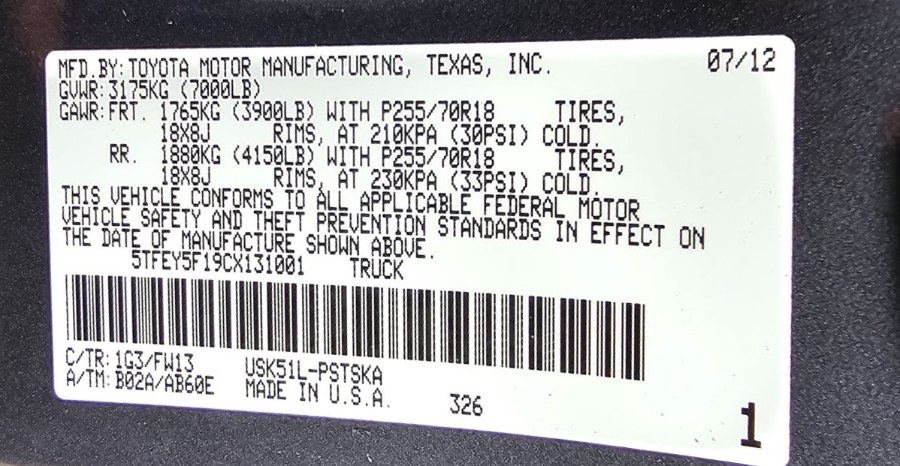 MFD.BY: TOYOTA MOTOR MANUFACTURING, TEXAS, INC. 07/12
GVWR: 3175KG (7000LB)
GAWR: FRT. 1765KG (3900LB) WITH P255/70R18 TIRES,
18X8J RIMS, AT 210KPA (30PSI) COLD.
RR. 1880KG (4150LB) WITH P255/70R18 TIRES,
18X8J RIMS, AT 230KPA (33PSI) COLD.
THIS VEHICLE CONFORMS TO ALL APPLICABLE FEDERAL MOTOR
VEHICLE SAFETY AND THEFT PREVENTION STANDARDS IN EFFECT ON
THE DATE OF MANUFACTURE SHOWN ABOVE.
5TFEY5F19CX131001 TRUCK
C/TR: 1G3/FW13 USK51L-PSTSKA
A/TM: B02A/AB60E MADE IN U.S.A. 326
1